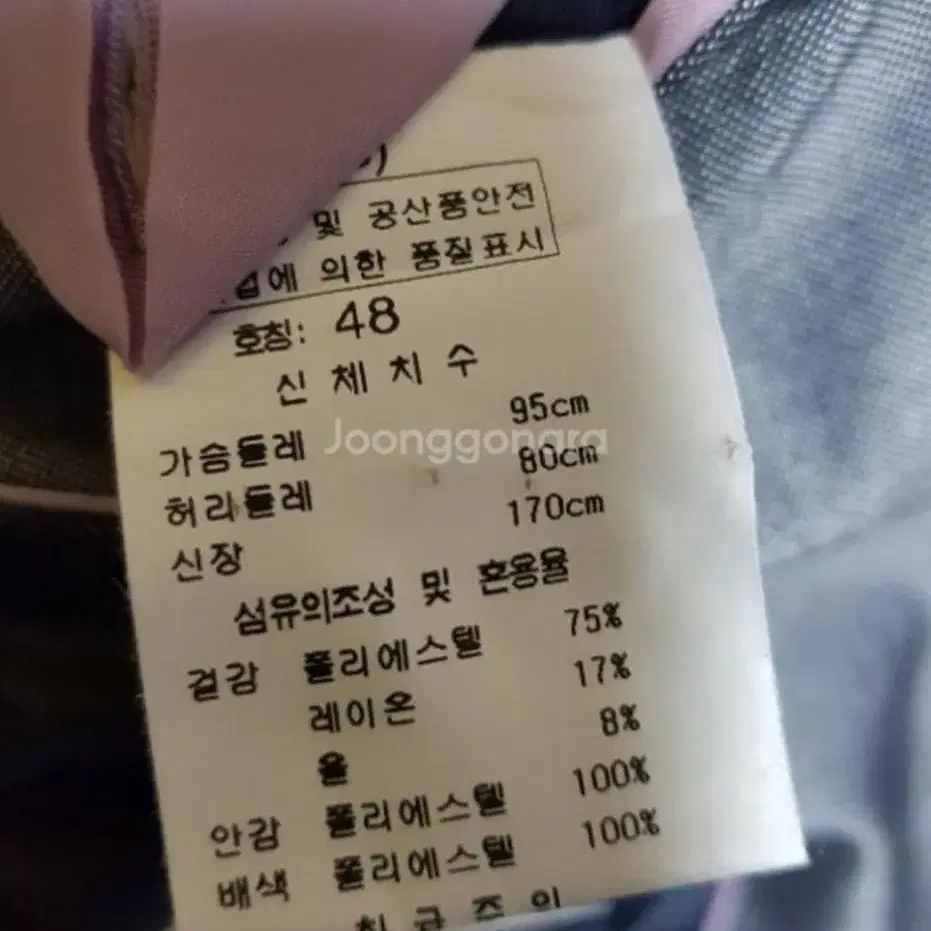 및 공산품안전
에 의한 품질표시
호칭: 48
신체치수
가슴둘레 95cm
Joonggonara
허리둘레 80cm
신장 170cm
섬유의조성 및 혼용율
겉감 폴리에스텔 75%
레이온 17%
울 8%
안감 폴리에스텔 100%
배색 폴리에스텔 100%